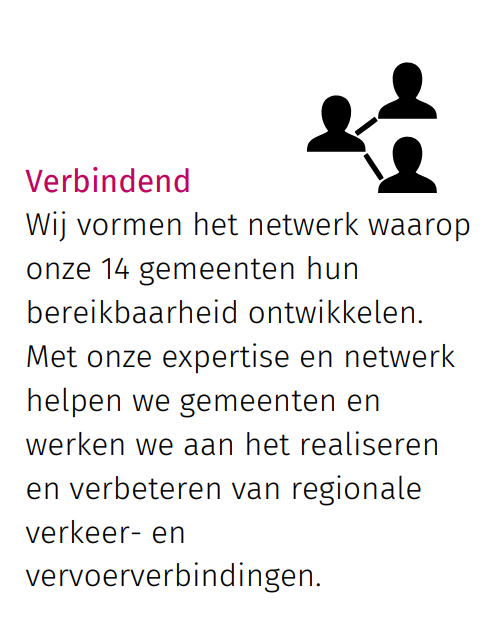 Verbindend
Wij vormen het netwerk waarop
onze 14 gemeenten hun
bereikbaarheid ontwikkelen.
Met onze expertise en netwerk
helpen we gemeenten en
werken we aan het realiseren
en verbeteren van regionale
verkeer- en
vervoerverbindingen.